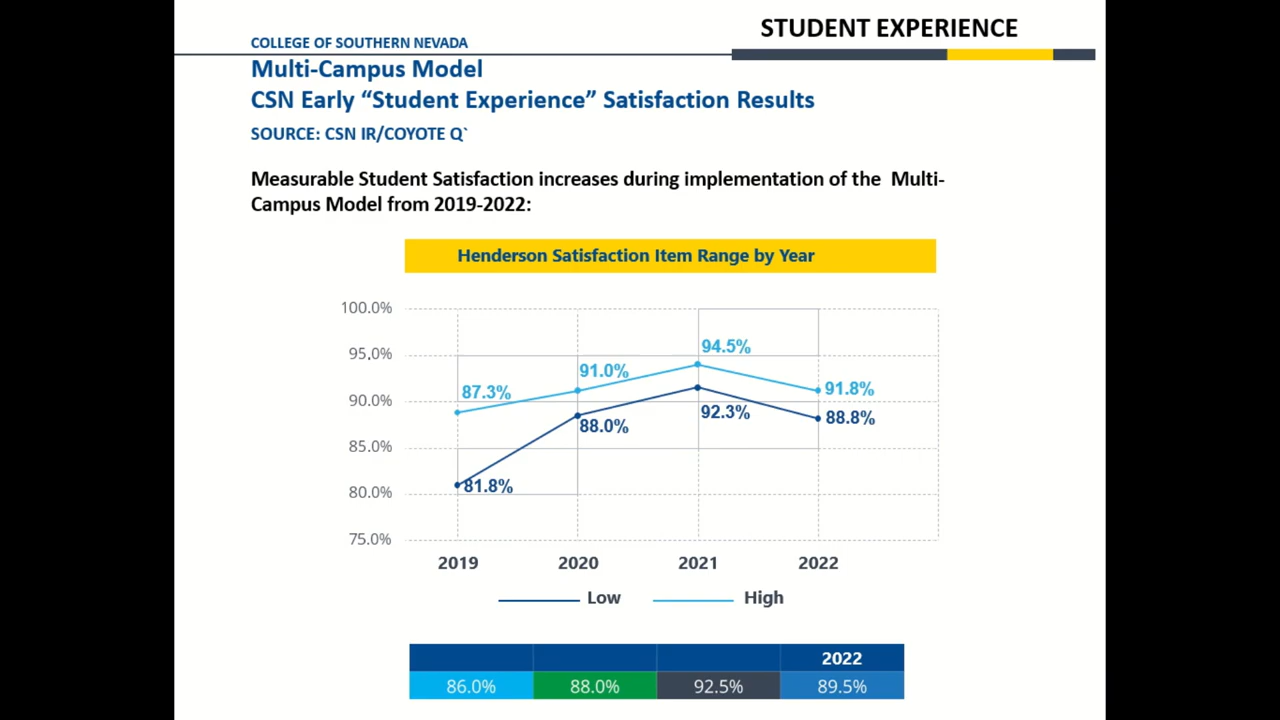 STUDENT EXPERIENCE
COLLEGE OF SOUTHERN NEVADA
Multi-Campus Model
CSN Early “Student Experience” Satisfaction Results
SOURCE: CSN IR/COYOTE Q`
Measurable Student Satisfaction increases during implementation of the Multi-
Campus Model from 2019-2022:
Henderson Satisfaction Item Range by Year
100.0%
95.0%
90.0%
85.0%
80.0%
75.0%
87.3%
91.0%
94.5%
91.8%
81.8%
88.0%
92.3%
88.8%
2019 2020 2021 2022
Low High
2022
86.0% 88.0% 92.5% 89.5%